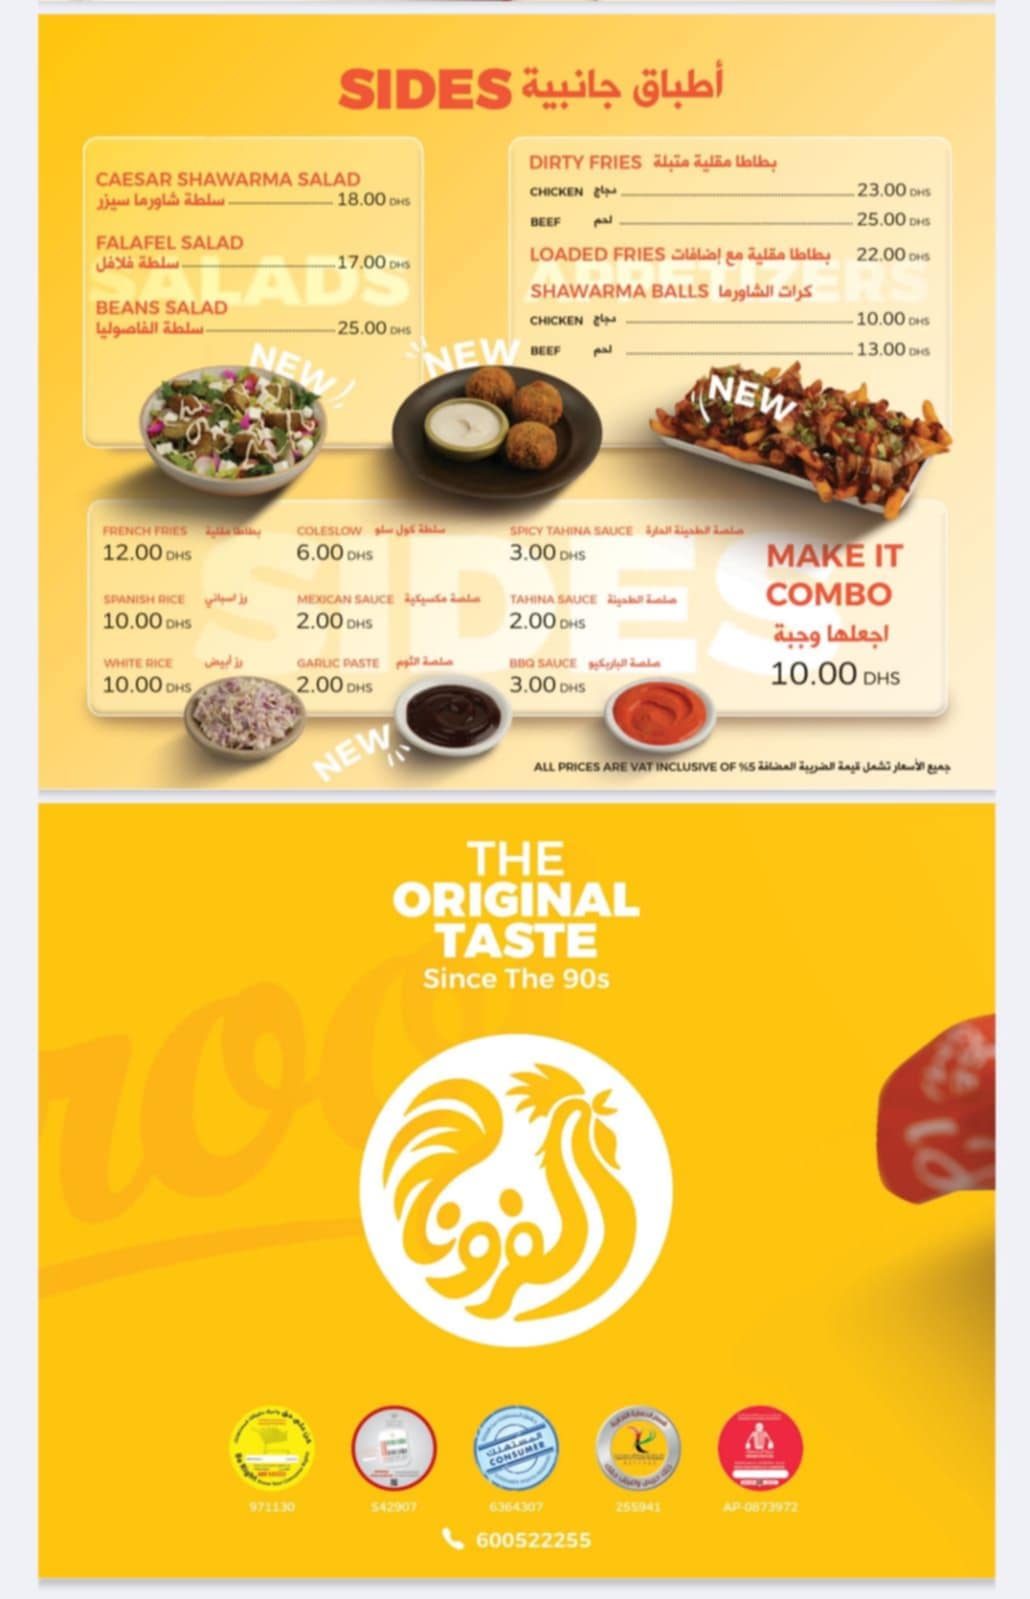 SIDES أطباق جانبية
CAESAR SHAWARMA SALAD
سلطة شاورما سيزر 18.00 DHS
FALAFEL SALAD
سلطة فلافل 17.00 DHS
BEANS SALAD
سلطة الفاصوليا 25.00 DHS
SALADS
DIRTY FRIES بطاطا مقلية متبلة
CHICKEN دجاج 23.00 DHS
BEEF لحم 25.00 DHS
LOADED FRIES بطاطا مقلية مع إضافات 22.00 DHS
APPETIZERS
SHAWARMA BALLS كرات الشاورما
CHICKEN دجاج 10.00 DHS
BEEF لحم 13.00 DHS
NEW
NEW
NEW
SIDES
FRENCH FRIES بطاطا مقلية
12.00 DHS
COLESLOW سلطة كول سلو
6.00 DHS
SPICY TAHINA SAUCE صلصة الطحينة الحارة
3.00 DHS
SPANISH RICE رز اسباني
10.00 DHS
MEXICAN SAUCE صلصة مكسيكية
2.00 DHS
TAHINA SAUCE صلصة الطحينة
2.00 DHS
WHITE RICE رز أبيض
10.00 DHS
GARLIC PASTE صلصة الثوم
2.00 DHS
BBQ SAUCE صلصة الباربكيو
3.00 DHS
MAKE IT
COMBO
اجعلها وجبة
10.00 DHS
NEW
ALL PRICES ARE VAT INCLUSIVE OF %5 جميع الأسعار تشمل قيمة الضريبة المضافة
THE
ORIGINAL
TASTE
Since The 90s
roo
الفروج
المستهلك
CONSUMER
971130
542907
6364307
255941
AP-0873972
600522255